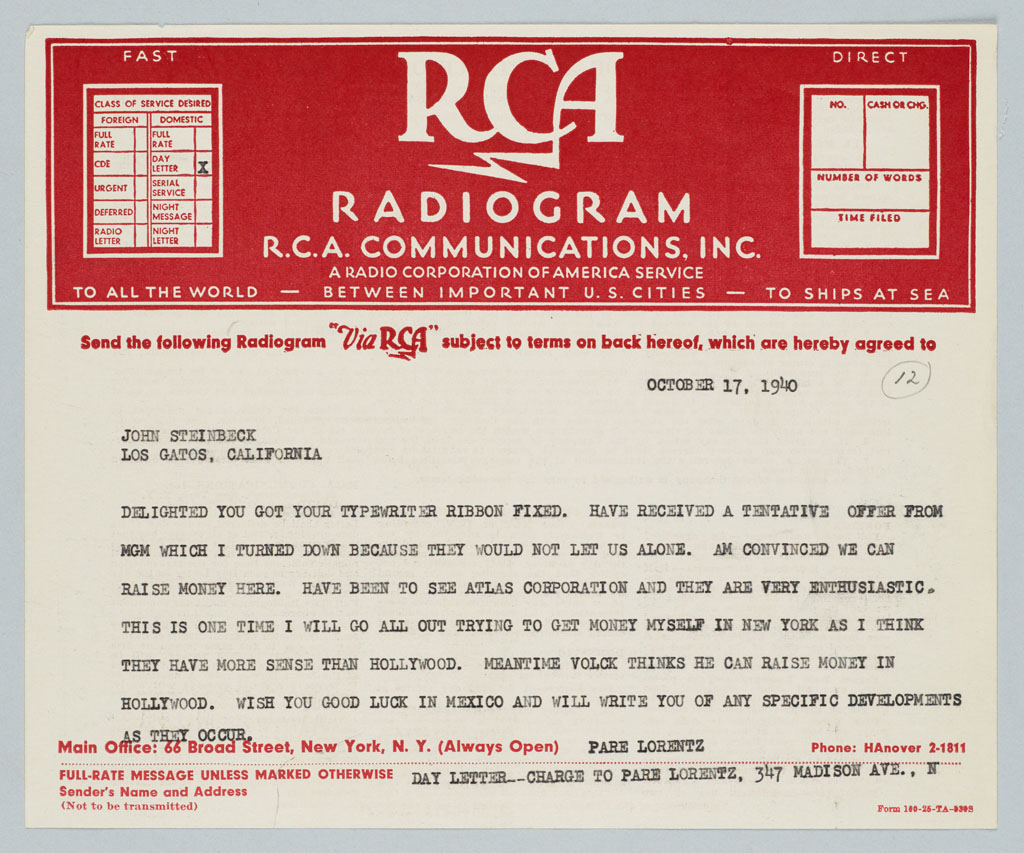 FAST
DIRECT
RCA
CLASS OF SERVICE DESIRED
FOREIGN DOMESTIC
FULL RATE FULL RATE
CDE DAY LETTER X
URGENT SERIAL SERVICE
DEFERRED NIGHT MESSAGE
RADIO LETTER NIGHT LETTER
NO. CASH OR CHG.
NUMBER OF WORDS
TIME FILED
RADIOGRAM
R.C.A. COMMUNICATIONS, INC.
A RADIO CORPORATION OF AMERICA SERVICE
TO ALL THE WORLD — BETWEEN IMPORTANT U.S. CITIES — TO SHIPS AT SEA
Send the following Radiogram "Via RCA" subject to terms on back hereof, which are hereby agreed to
OCTOBER 17, 1940
12
JOHN STEINBECK
LOS GATOS, CALIFORNIA
DELIGHTED YOU GOT YOUR TYPEWRITER RIBBON FIXED. HAVE RECEIVED A TENTATIVE OFFER FROM
MGM WHICH I TURNED DOWN BECAUSE THEY WOULD NOT LET US ALONE. AM CONVINCED WE CAN
RAISE MONEY HERE. HAVE BEEN TO SEE ATLAS CORPORATION AND THEY ARE VERY ENTHUSIASTIC.
THIS IS ONE TIME I WILL GO ALL OUT TRYING TO GET MONEY MYSELF IN NEW YORK AS I THINK
THEY HAVE MORE SENSE THAN HOLLYWOOD. MEANTIME VOLCK THINKS HE CAN RAISE MONEY IN
HOLLYWOOD. WISH YOU GOOD LUCK IN MEXICO AND WILL WRITE YOU OF ANY SPECIFIC DEVELOPMENTS
AS THEY OCCUR.
Main Office: 66 Broad Street, New York, N. Y. (Always Open) PARE LORENTZ Phone: HAnover 2-1811
FULL-RATE MESSAGE UNLESS MARKED OTHERWISE DAY LETTER--CHARGE TO PARE LORENTZ, 347 MADISON AVE., N
Sender's Name and Address
(Not to be transmitted)
Form 100-25-TA-